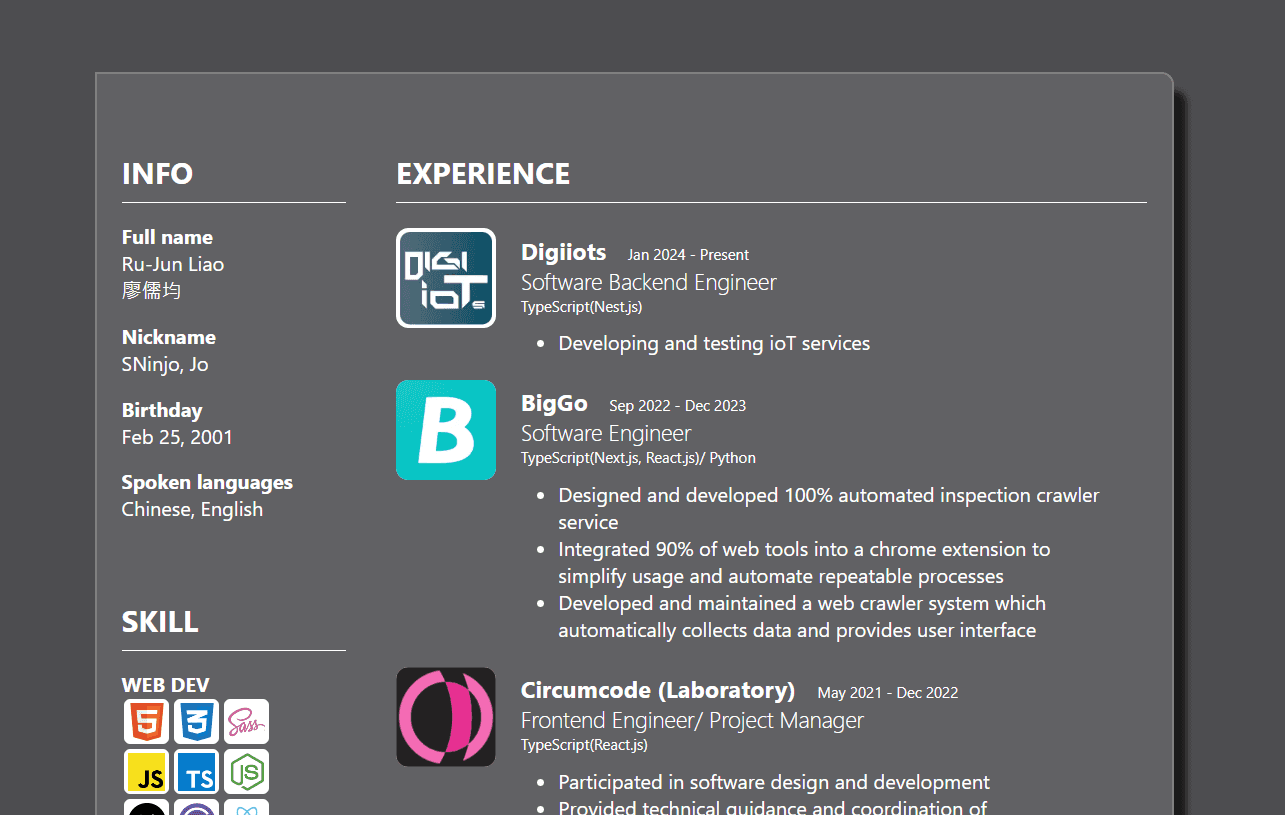 INFO
Full name
Ru-Jun Liao
廖儒均
Nickname
SNinjo, Jo
Birthday
Feb 25, 2001
Spoken languages
Chinese, English
SKILL
WEB DEV
5
3
Sass
JS
TS
JS
EXPERIENCE
DIGI
ioTs
Digiiots Jan 2024 - Present
Software Backend Engineer
TypeScript(Nest.js)
• Developing and testing ioT services
B
BigGo Sep 2022 - Dec 2023
Software Engineer
TypeScript(Next.js, React.js)/ Python
• Designed and developed 100% automated inspection crawler
service
• Integrated 90% of web tools into a chrome extension to
simplify usage and automate repeatable processes
• Developed and maintained a web crawler system which
automatically collects data and provides user interface
Circumcode (Laboratory) May 2021 - Dec 2022
Frontend Engineer/ Project Manager
TypeScript(React.js)
• Participated in software design and development
• Provided technical guidance and coordination of